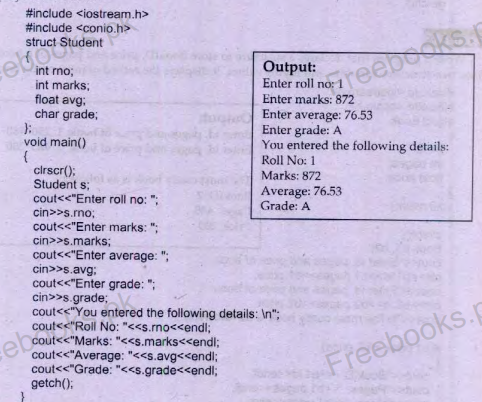 #include <iostream.h>
#include <conio.h>
struct Student
{
int rno;
int marks;
float avg;
char grade;
};
void main()
{
clrscr();
Student s;
cout<<"Enter roll no: ";
cin>>s.rno;
cout<<"Enter marks: ";
cin>>s.marks;
cout<<"Enter average: ";
cin>>s.avg;
cout<<"Enter grade: ";
cin>>s.grade;
cout<<"You entered the following details: \n";
cout<<"Roll No: "<<s.rno<<endl;
cout<<"Marks: "<<s.marks<<endl;
cout<<"Average: "<<s.avg<<endl;
cout<<"Grade: "<<s.grade<<endl;
getch();
}
Output:
Enter roll no: 1
Enter marks: 872
Enter average: 76.53
Enter grade: A
You entered the following details:
Roll No: 1
Marks: 872
Average: 76.53
Grade: A
Freebooks.p
Freebooks.p